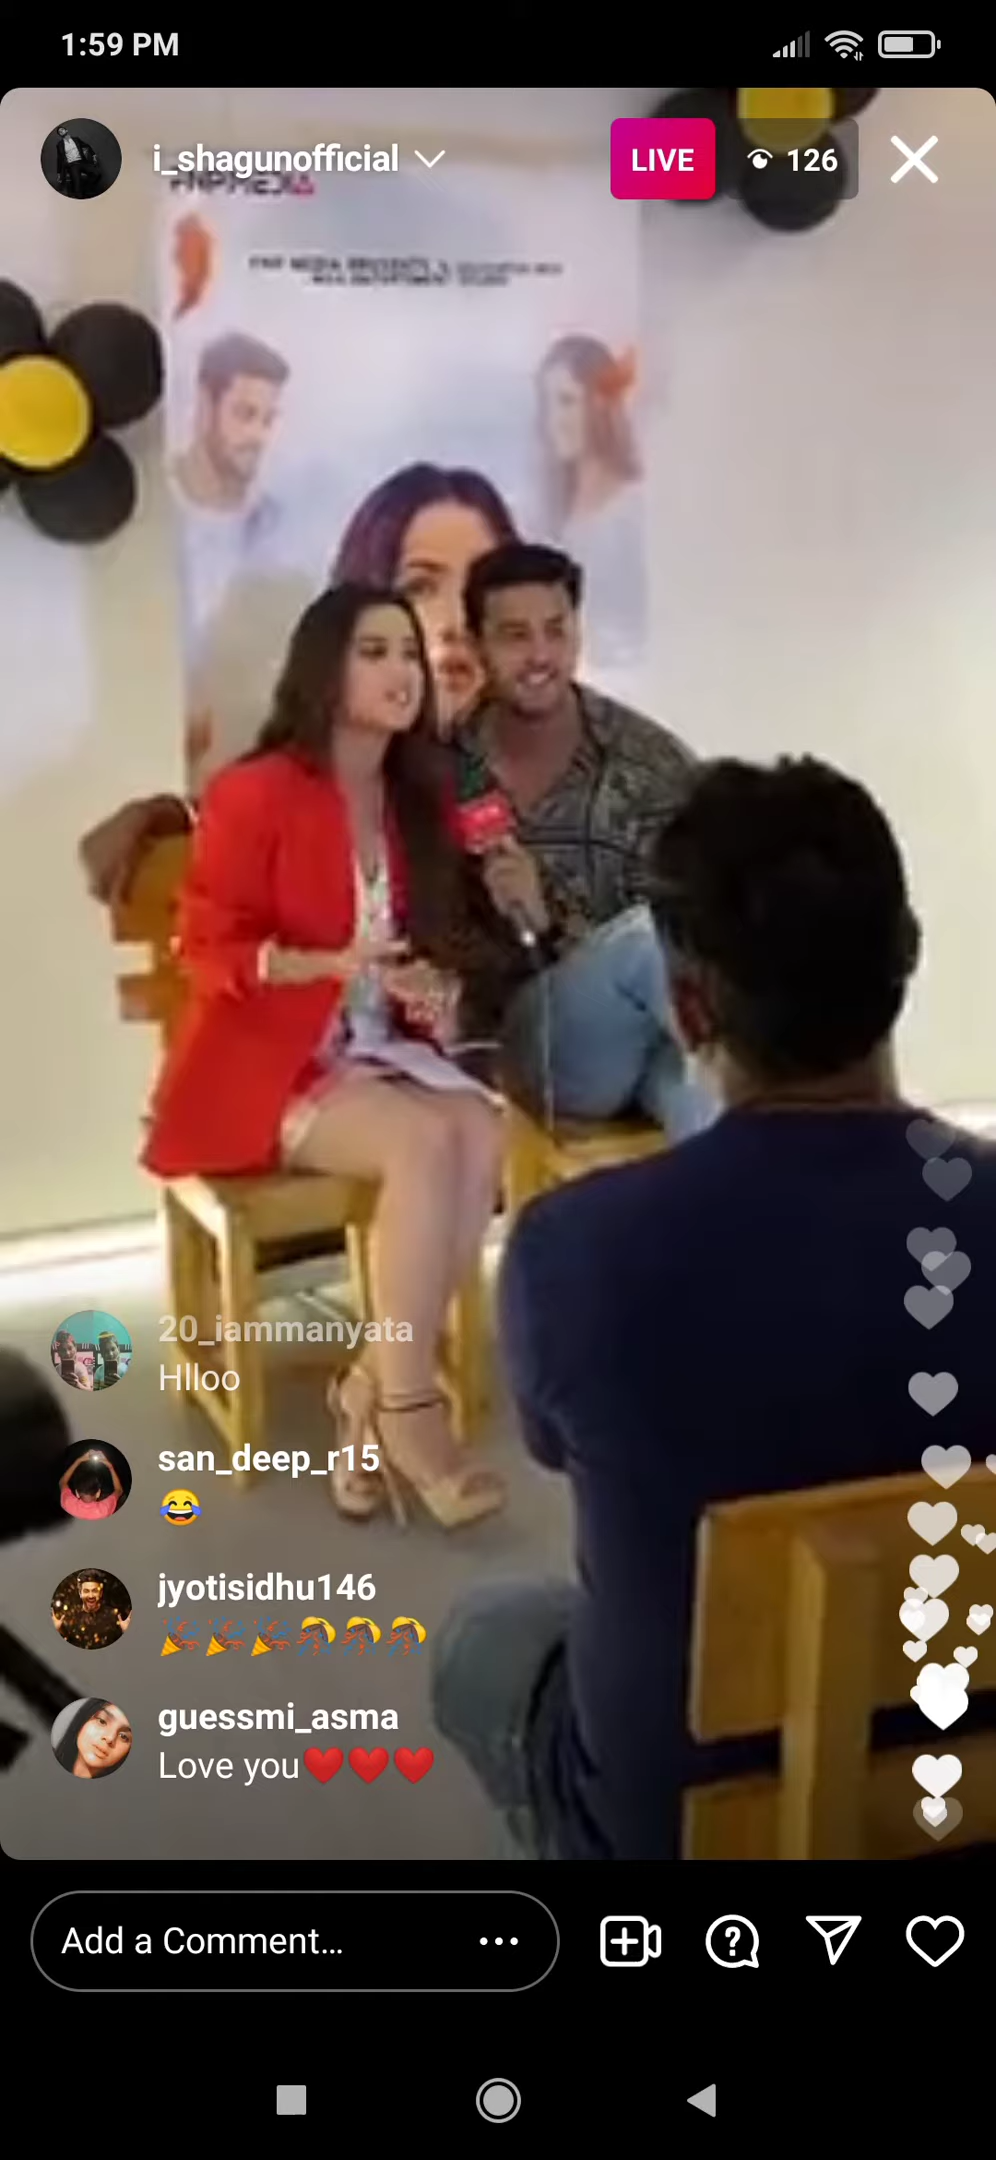 1:59 PM
i_shagunofficial
LIVE
126
20_iammanyata
Hlloo
san_deep_r15
😂
jyotisidhu146
🎉🎉🎉🎊🎊🎊
guessmi_asma
Love you❤️❤️❤️
Add a Comment...